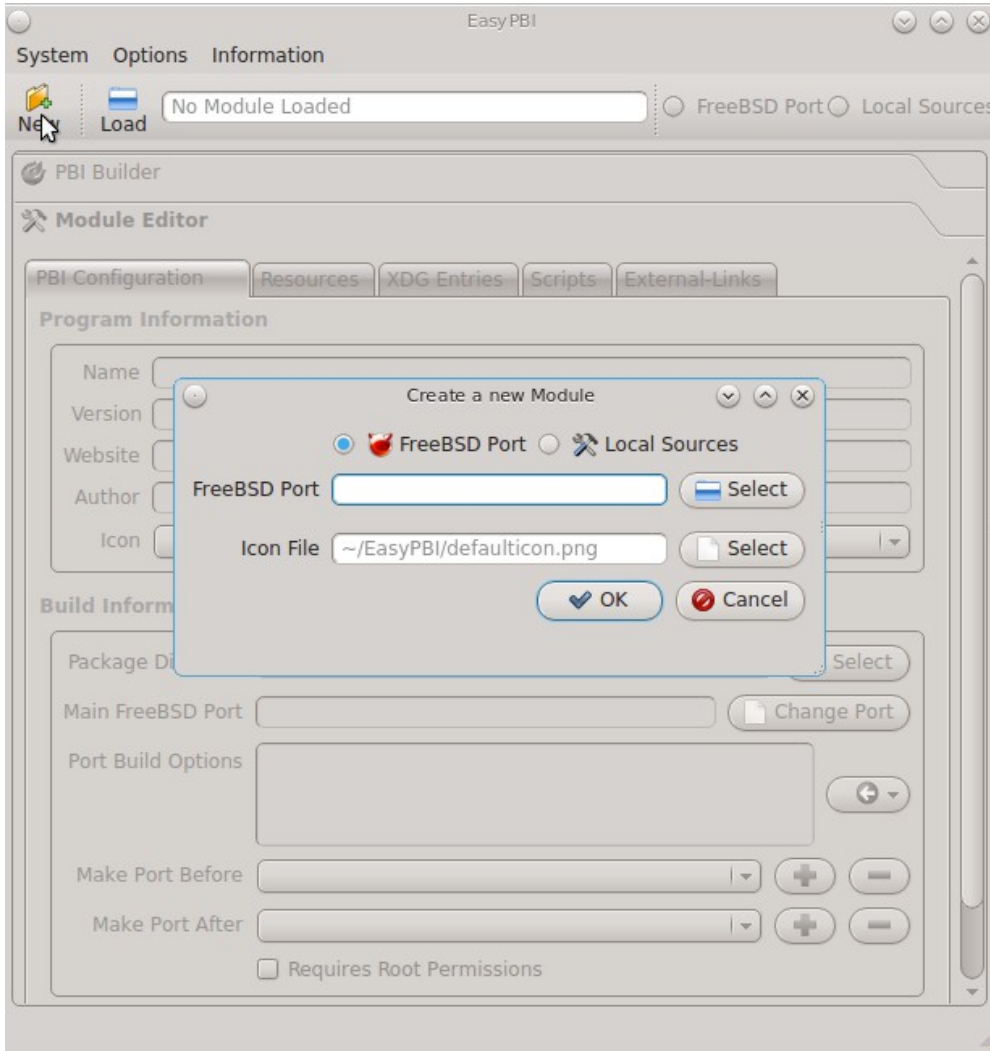 EasyPBI
System Options Information
New Load No Module Loaded FreeBSD Port Local Sources
PBI Builder
Module Editor
PBI Configuration Resources XDG Entries Scripts External-Links
Program Information
Name
Version
Website
Author
Icon
Create a new Module
FreeBSD Port Local Sources
FreeBSD Port Select
Icon File ~/EasyPBI/defaulticon.png Select
OK Cancel
Build Inform
Package Di Select
Main FreeBSD Port Change Port
Port Build Options
Make Port Before
Make Port After
Requires Root Permissions